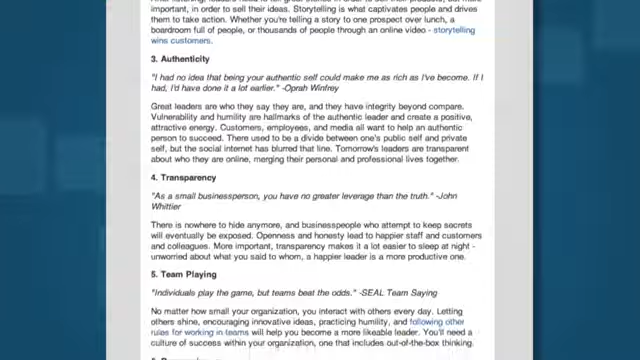 important, in order to sell their ideas. Storytelling is what captivates people and drives
them to take action. Whether you're telling a story to one prospect over lunch, a
boardroom full of people, or thousands of people through an online video - storytelling
wins customers.
3. Authenticity
"I had no idea that being your authentic self could make me as rich as I've become. If I
had, I'd have done it a lot earlier." -Oprah Winfrey
Great leaders are who they say they are, and they have integrity beyond compare.
Vulnerability and humility are hallmarks of the authentic leader and create a positive,
attractive energy. Customers, employees, and media all want to help an authentic
person to succeed. There used to be a divide between one's public self and private
self, but the social internet has blurred that line. Tomorrow's leaders are transparent
about who they are online, merging their personal and professional lives together.
4. Transparency
"As a small businessperson, you have no greater leverage than the truth." -John
Whittier
There is nowhere to hide anymore, and businesspeople who attempt to keep secrets
will eventually be exposed. Openness and honesty lead to happier staff and customers
and colleagues. More important, transparency makes it a lot easier to sleep at night -
unworried about what you said to whom, a happier leader is a more productive one.
5. Team Playing
"Individuals play the game, but teams beat the odds." -SEAL Team Saying
No matter how small your organization, you interact with others every day. Letting
others shine, encouraging innovative ideas, practicing humility, and following other
rules for working in teams will help you become a more likeable leader. You'll need a
culture of success within your organization, one that includes out-of-the-box thinking.